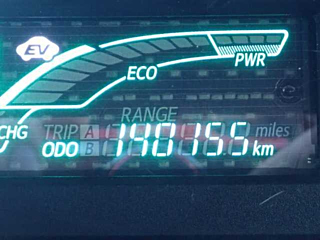 EV
ECO
PWR
CHG
RANGE
TRIP A miles
ODO B 140155 km